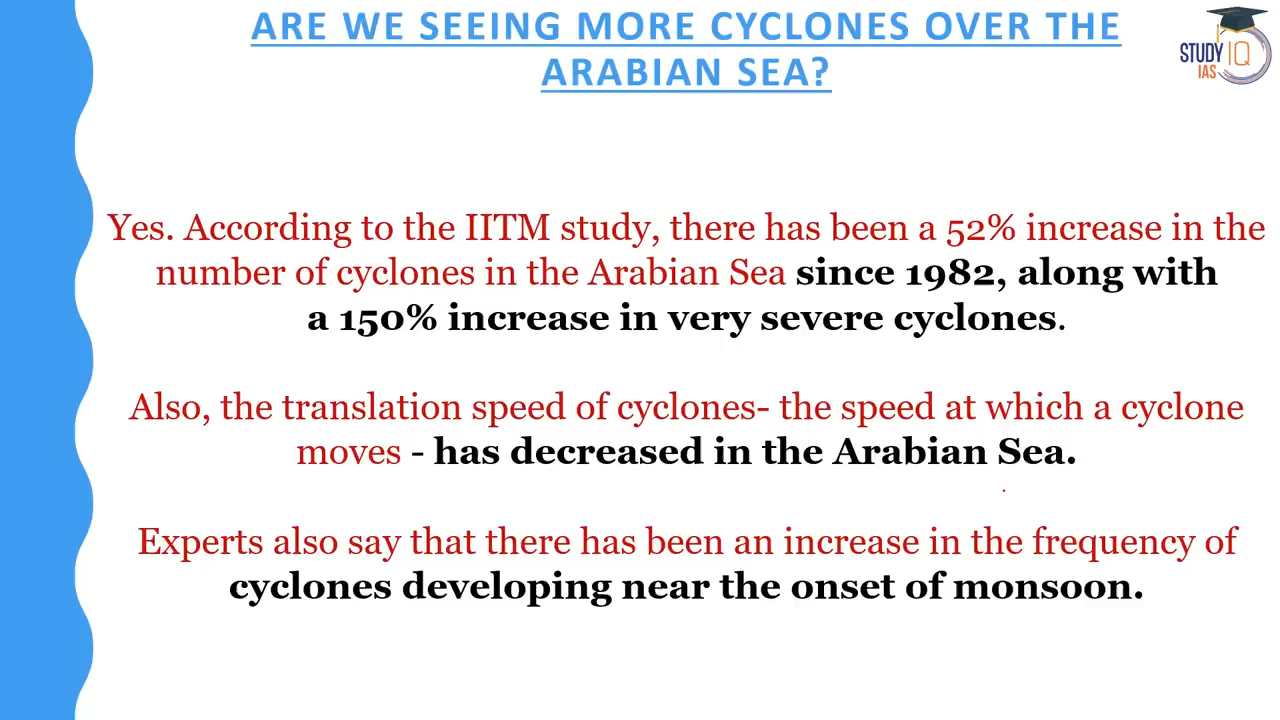 ARE WE SEEING MORE CYCLONES OVER THE
ARABIAN SEA?
STUDY IQ
IAS
Yes. According to the IITM study, there has been a 52% increase in the
number of cyclones in the Arabian Sea since 1982, along with
a 150% increase in very severe cyclones.
Also, the translation speed of cyclones- the speed at which a cyclone
moves - has decreased in the Arabian Sea.
Experts also say that there has been an increase in the frequency of
cyclones developing near the onset of monsoon.